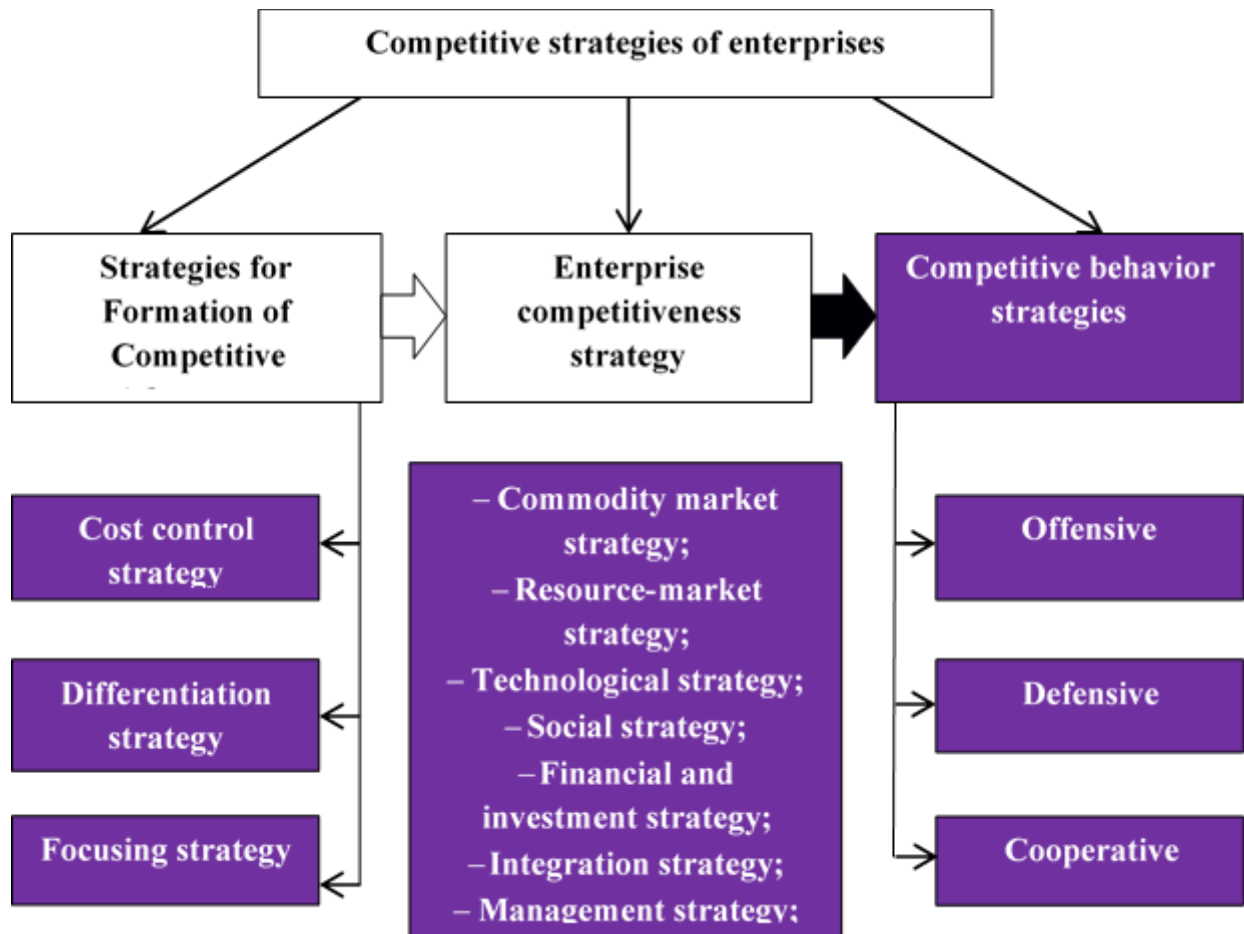 Competitive strategies of enterprises
Strategies for
Formation of
Competitive
Enterprise
competitiveness
strategy
Competitive behavior
strategies
Cost control
strategy
Differentiation
strategy
Focusing strategy
– Commodity market
strategy;
– Resource-market
strategy;
– Technological strategy;
– Social strategy;
– Financial and
investment strategy;
– Integration strategy;
– Management strategy;
Offensive
Defensive
Cooperative